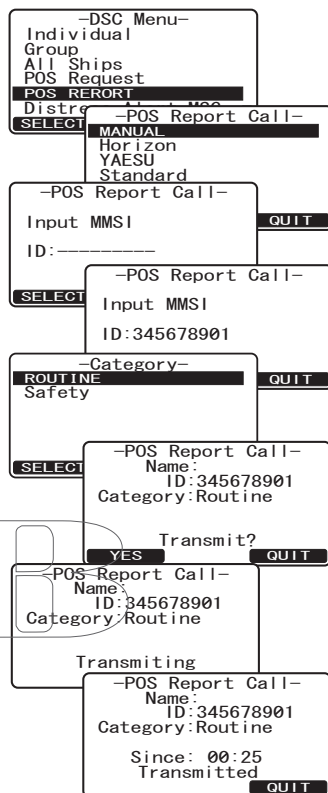 -DSC Menu-
Individual
Group
All Ships
POS Request
POS RERORT
SELECT
-POS Report Call-
MANUAL
Horizon
YAESU
Standard
QUIT
-POS Report Call-
Input MMSI
ID:---------
SELECT
-POS Report Call-
Input MMSI
ID:345678901
QUIT
-Category-
ROUTINE
Safety
SELECT
-POS Report Call-
Name:
ID:345678901
Category:Routine
Transmit?
YES QUIT
-POS Report Call-
Name:
ID:345678901
Category:Routine
Transmiting
-POS Report Call-
Name:
ID:345678901
Category:Routine
Since: 00:25
Transmitted
QUIT